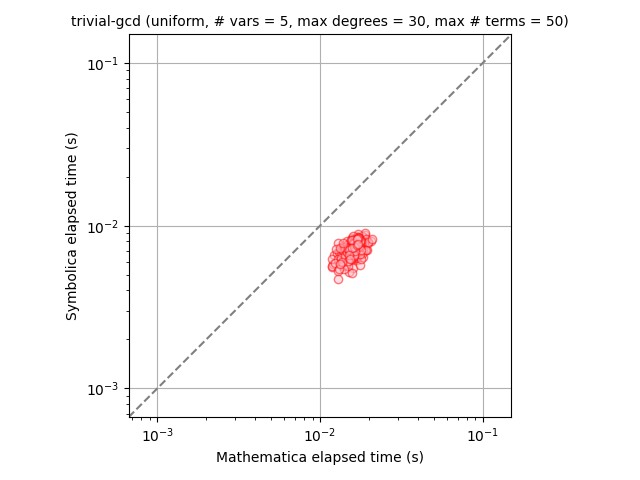 trivial-gcd (uniform, # vars = 5, max degrees = 30, max # terms = 50)
Symbolica elapsed time (s)
10⁻¹
10⁻²
10⁻³
10⁻³ 10⁻² 10⁻¹
Mathematica elapsed time (s)